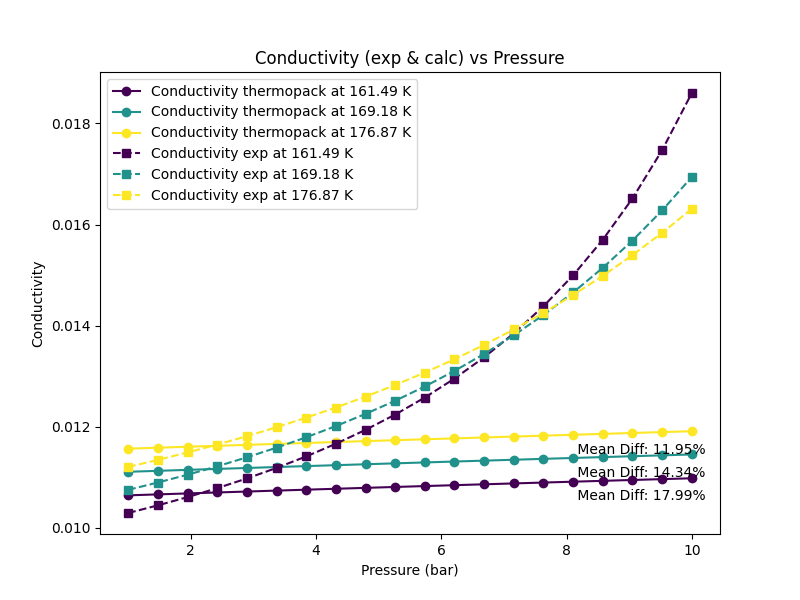 Conductivity (exp & calc) vs Pressure
Conductivity thermopack at 161.49 K
Conductivity thermopack at 169.18 K
Conductivity thermopack at 176.87 K
Conductivity exp at 161.49 K
Conductivity exp at 169.18 K
Conductivity exp at 176.87 K
0.018
0.016
0.014
0.012
0.010
Conductivity
Mean Diff: 11.95%
Mean Diff: 14.34%
Mean Diff: 17.99%
2 4 6 8 10
Pressure (bar)